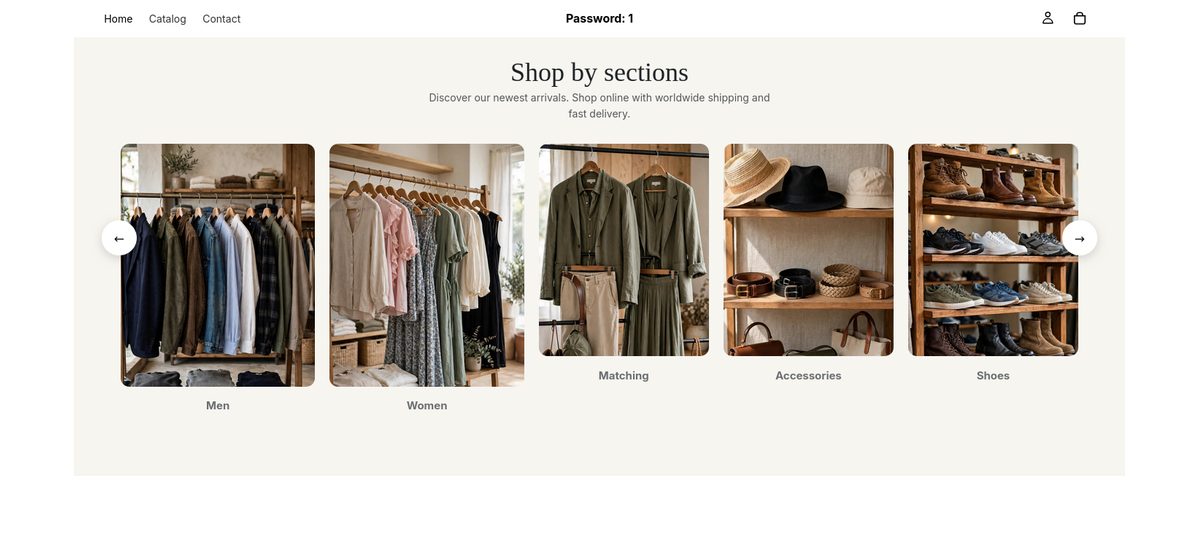 Home Catalog Contact Password: 1
Shop by sections
Discover our newest arrivals. Shop online with worldwide shipping and
fast delivery.
← →
Matching Accessories Shoes
Men Women